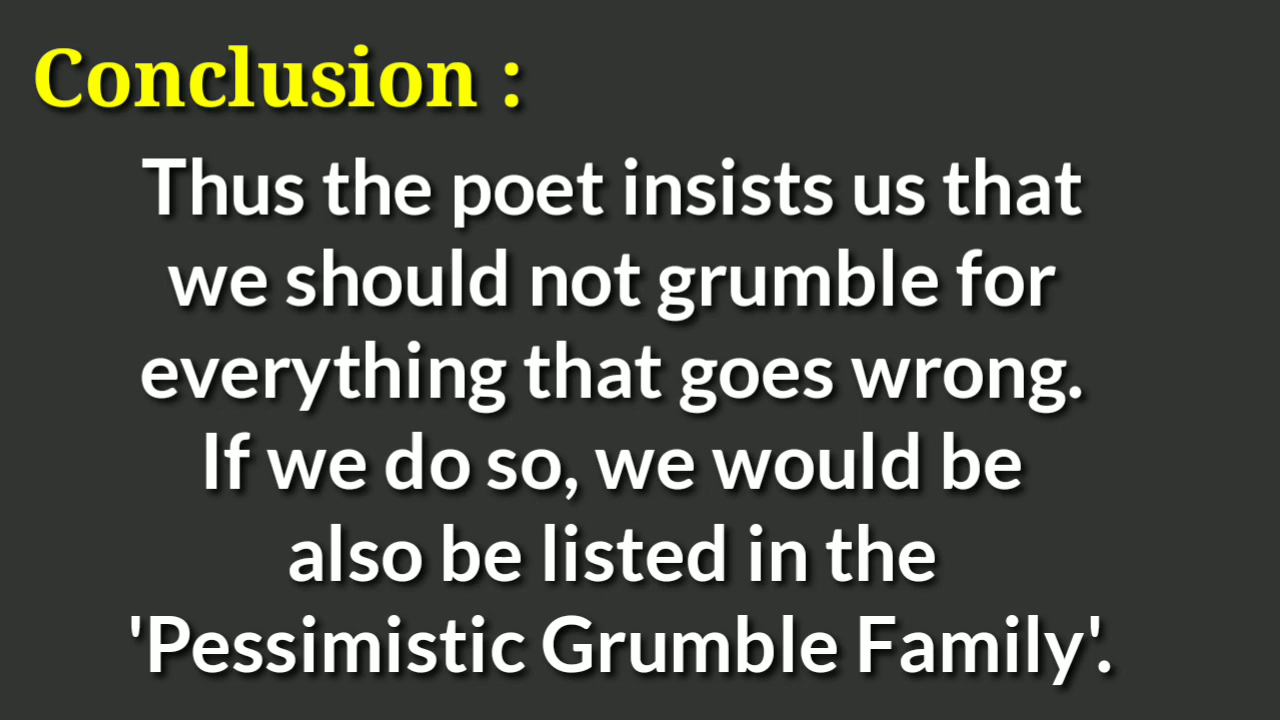 Conclusion :
Thus the poet insists us that
we should not grumble for
everything that goes wrong.
If we do so, we would be
also be listed in the
'Pessimistic Grumble Family'.